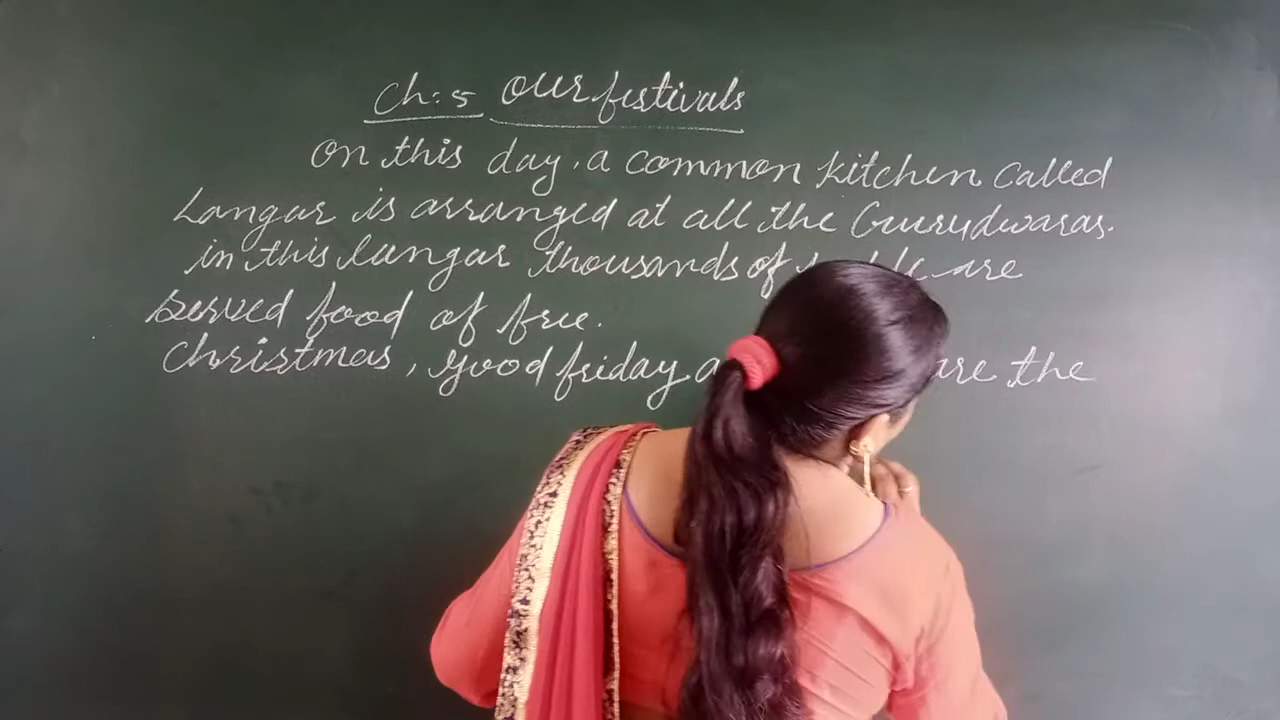 Ch:5 Our festivals
On this day, a common kitchen called
Langar is arranged at all the Gurudwaras.
in this langar thousands of are
served food of free.
Christmas, good friday are the